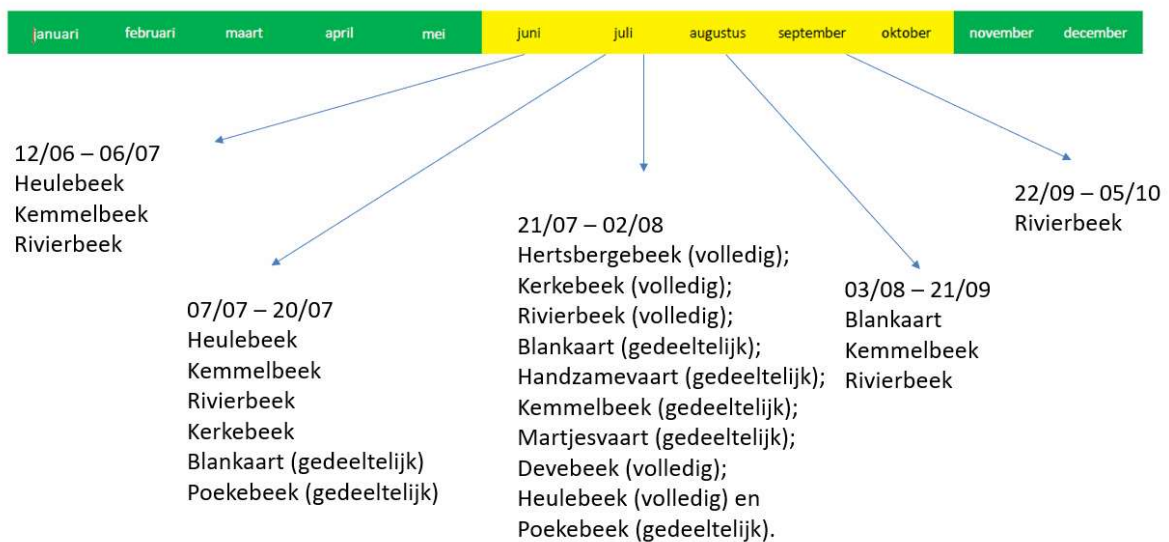 januari februari maart april mei juni juli augustus september oktober november december
12/06 – 06/07
Heulebeek
Kemmelbeek
Rivierbeek
07/07 – 20/07
Heulebeek
Kemmelbeek
Rivierbeek
Kerkebeek
Blankaart (gedeeltelijk)
Poekebeek (gedeeltelijk)
21/07 – 02/08
Hertsbergebeek (volledig);
Kerkebeek (volledig);
Rivierbeek (volledig);
Blankaart (gedeeltelijk);
Handzamevaart (gedeeltelijk);
Kemmelbeek (gedeeltelijk);
Martjesvaart (gedeeltelijk);
Devebeek (volledig);
Heulebeek (volledig) en
Poekebeek (gedeeltelijk).
03/08 – 21/09
Blankaart
Kemmelbeek
Rivierbeek
22/09 – 05/10
Rivierbeek